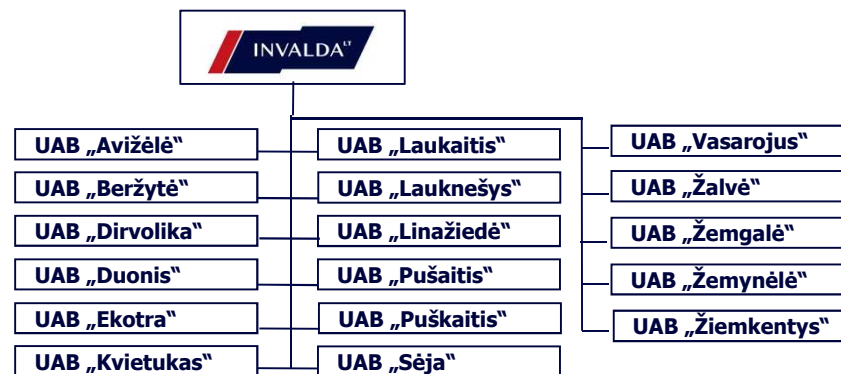 INVALDA LT
UAB „Avižėlė“
UAB „Beržytė“
UAB „Dirvolika“
UAB „Duonis“
UAB „Ekotra“
UAB „Kvietukas“
UAB „Laukaitis“
UAB „Lauknešys“
UAB „Linažiedė“
UAB „Pušaitis“
UAB „Puškaitis“
UAB „Sėja“
UAB „Vasarojus“
UAB „Žalvė“
UAB „Žemgalė“
UAB „Žemynėlė“
UAB „Žiemkentys“